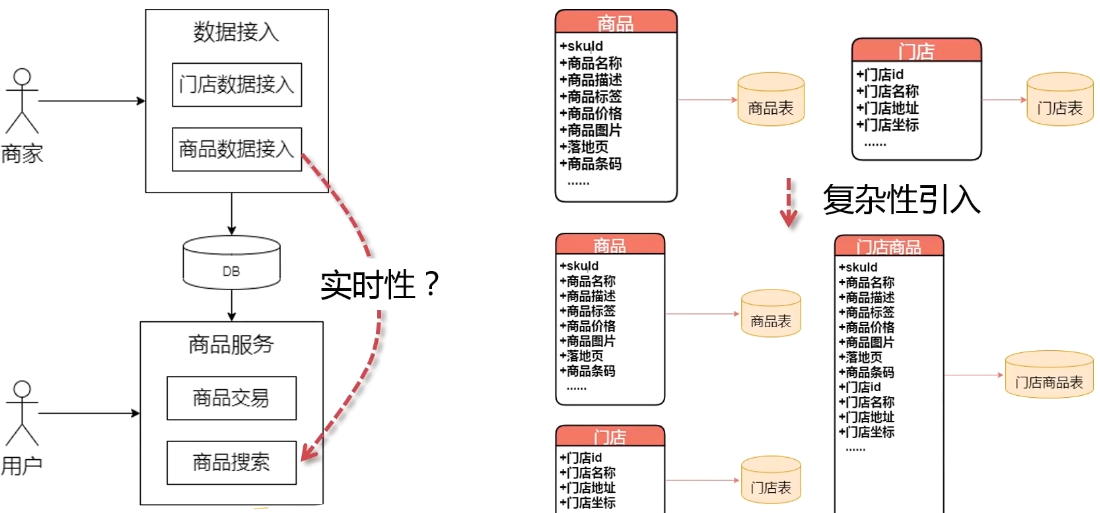 数据接入
门店数据接入
商品数据接入
商家
DB
实时性？
商品服务
商品交易
商品搜索
用户
商品
+skuId
+商品名称
+商品描述
+商品标签
+商品价格
+商品图片
+落地页
+商品条码
......
商品表
门店
+门店id
+门店名称
+门店地址
+门店坐标
......
门店表
复杂性引入
商品
+skuId
+商品名称
+商品描述
+商品标签
+商品价格
+商品图片
+落地页
+商品条码
......
商品表
门店商品
+skuId
+商品名称
+商品描述
+商品标签
+商品价格
+商品图片
+落地页
+商品条码
+门店id
+门店名称
+门店地址
+门店坐标
......
门店商品表
门店
+门店id
+门店名称
+门店地址
+门店坐标
门店表